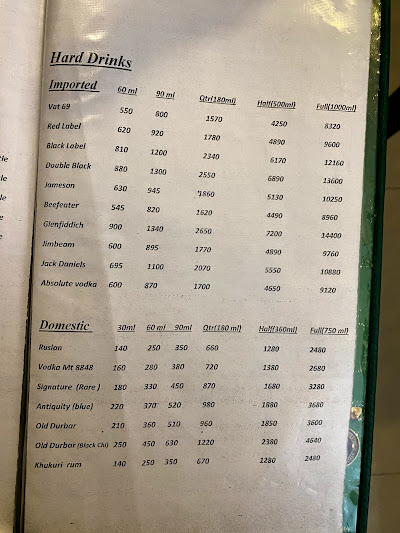 Hard Drinks
Imported 60 ml 90 ml Qtr(180ml) Half(500ml) Full(1000ml)
Vat 69 550 800 1570 4250 8320
Red Label 620 920 1780 4890 9600
Black Label 810 1200 2340 6170 12160
Double Black 880 1300 2550 6890 13600
Jameson 630 945 1860 5130 10250
Beefeater 545 820 1620 4490 8960
Glenfiddich 900 1340 2650 7200 14400
Jimbeam 600 895 1770 4890 9760
Jack Daniels 695 1100 2070 5550 10880
Absolute vodka 600 870 1700 4650 9120
Domestic 30ml 60 ml 90ml Qtr(180 ml) Half(360ml) Full(750 ml)
Ruslan 140 250 350 660 1280 2480
Vodka Mt 8848 160 280 380 720 1380 2680
Signature (Rare ) 180 330 450 870 1680 3280
Antiquity (blue) 220 370 520 980 1880 3680
Old Durbar 210 360 510 960 1850 3600
Old Durbar (Black Chi) 250 450 630 1220 2380 4640
Khukuri rum 140 250 350 670 1280 2480